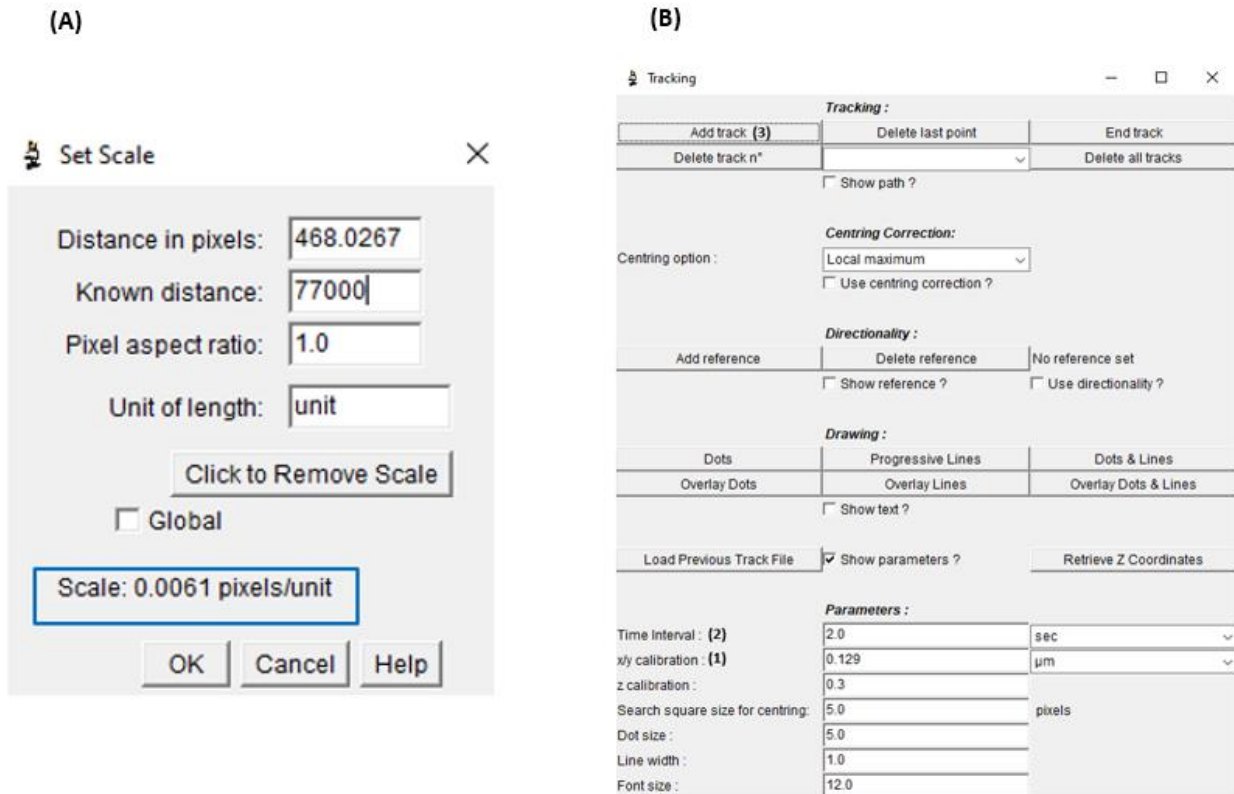 (A)
Set Scale
Distance in pixels: 468.0267
Known distance: 77000
Pixel aspect ratio: 1.0
Unit of length: unit
Click to Remove Scale
Global
Scale: 0.0061 pixels/unit
OK Cancel Help
(B)
Tracking
Tracking :
Add track (3) Delete last point End track
Delete track n° Delete all tracks
Show path ?
Centring Correction:
Centring option : Local maximum
Use centring correction ?
Directionality :
Add reference Delete reference No reference set
Show reference ? Use directionality ?
Drawing :
Dots Progressive Lines Dots & Lines
Overlay Dots Overlay Lines Overlay Dots & Lines
Show text ?
Load Previous Track File Show parameters ? Retrieve Z Coordinates
Parameters :
Time Interval : (2) 2.0 sec
x/y calibration : (1) 0.129 µm
z calibration : 0.3
Search square size for centring: 5.0 pixels
Dot size : 5.0
Line width : 1.0
Font size : 12.0